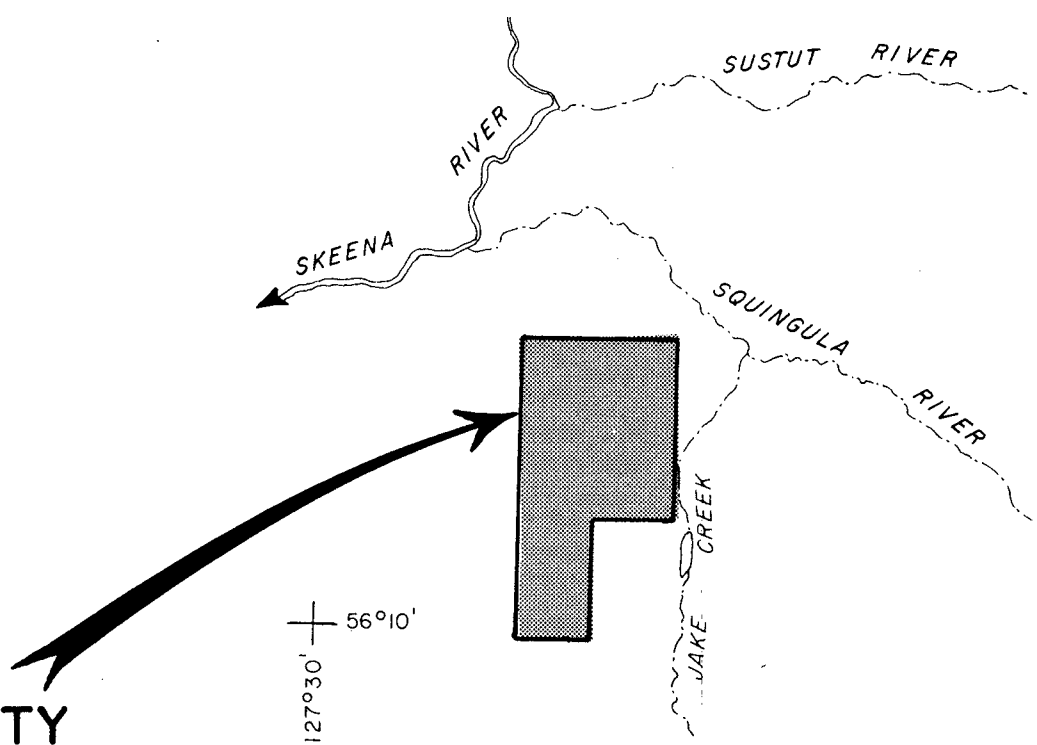 SUSTUT RIVER
SKEENA RIVER
SQUINGULA RIVER
JAKE CREEK
56°10'
127°30'
TY